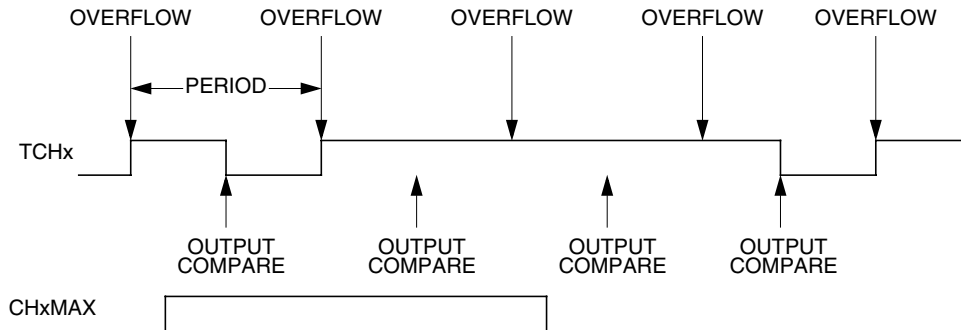 OVERFLOW OVERFLOW OVERFLOW OVERFLOW OVERFLOW
PERIOD
TCHx
OUTPUT COMPARE
OUTPUT COMPARE
OUTPUT COMPARE
OUTPUT COMPARE
CHxMAX